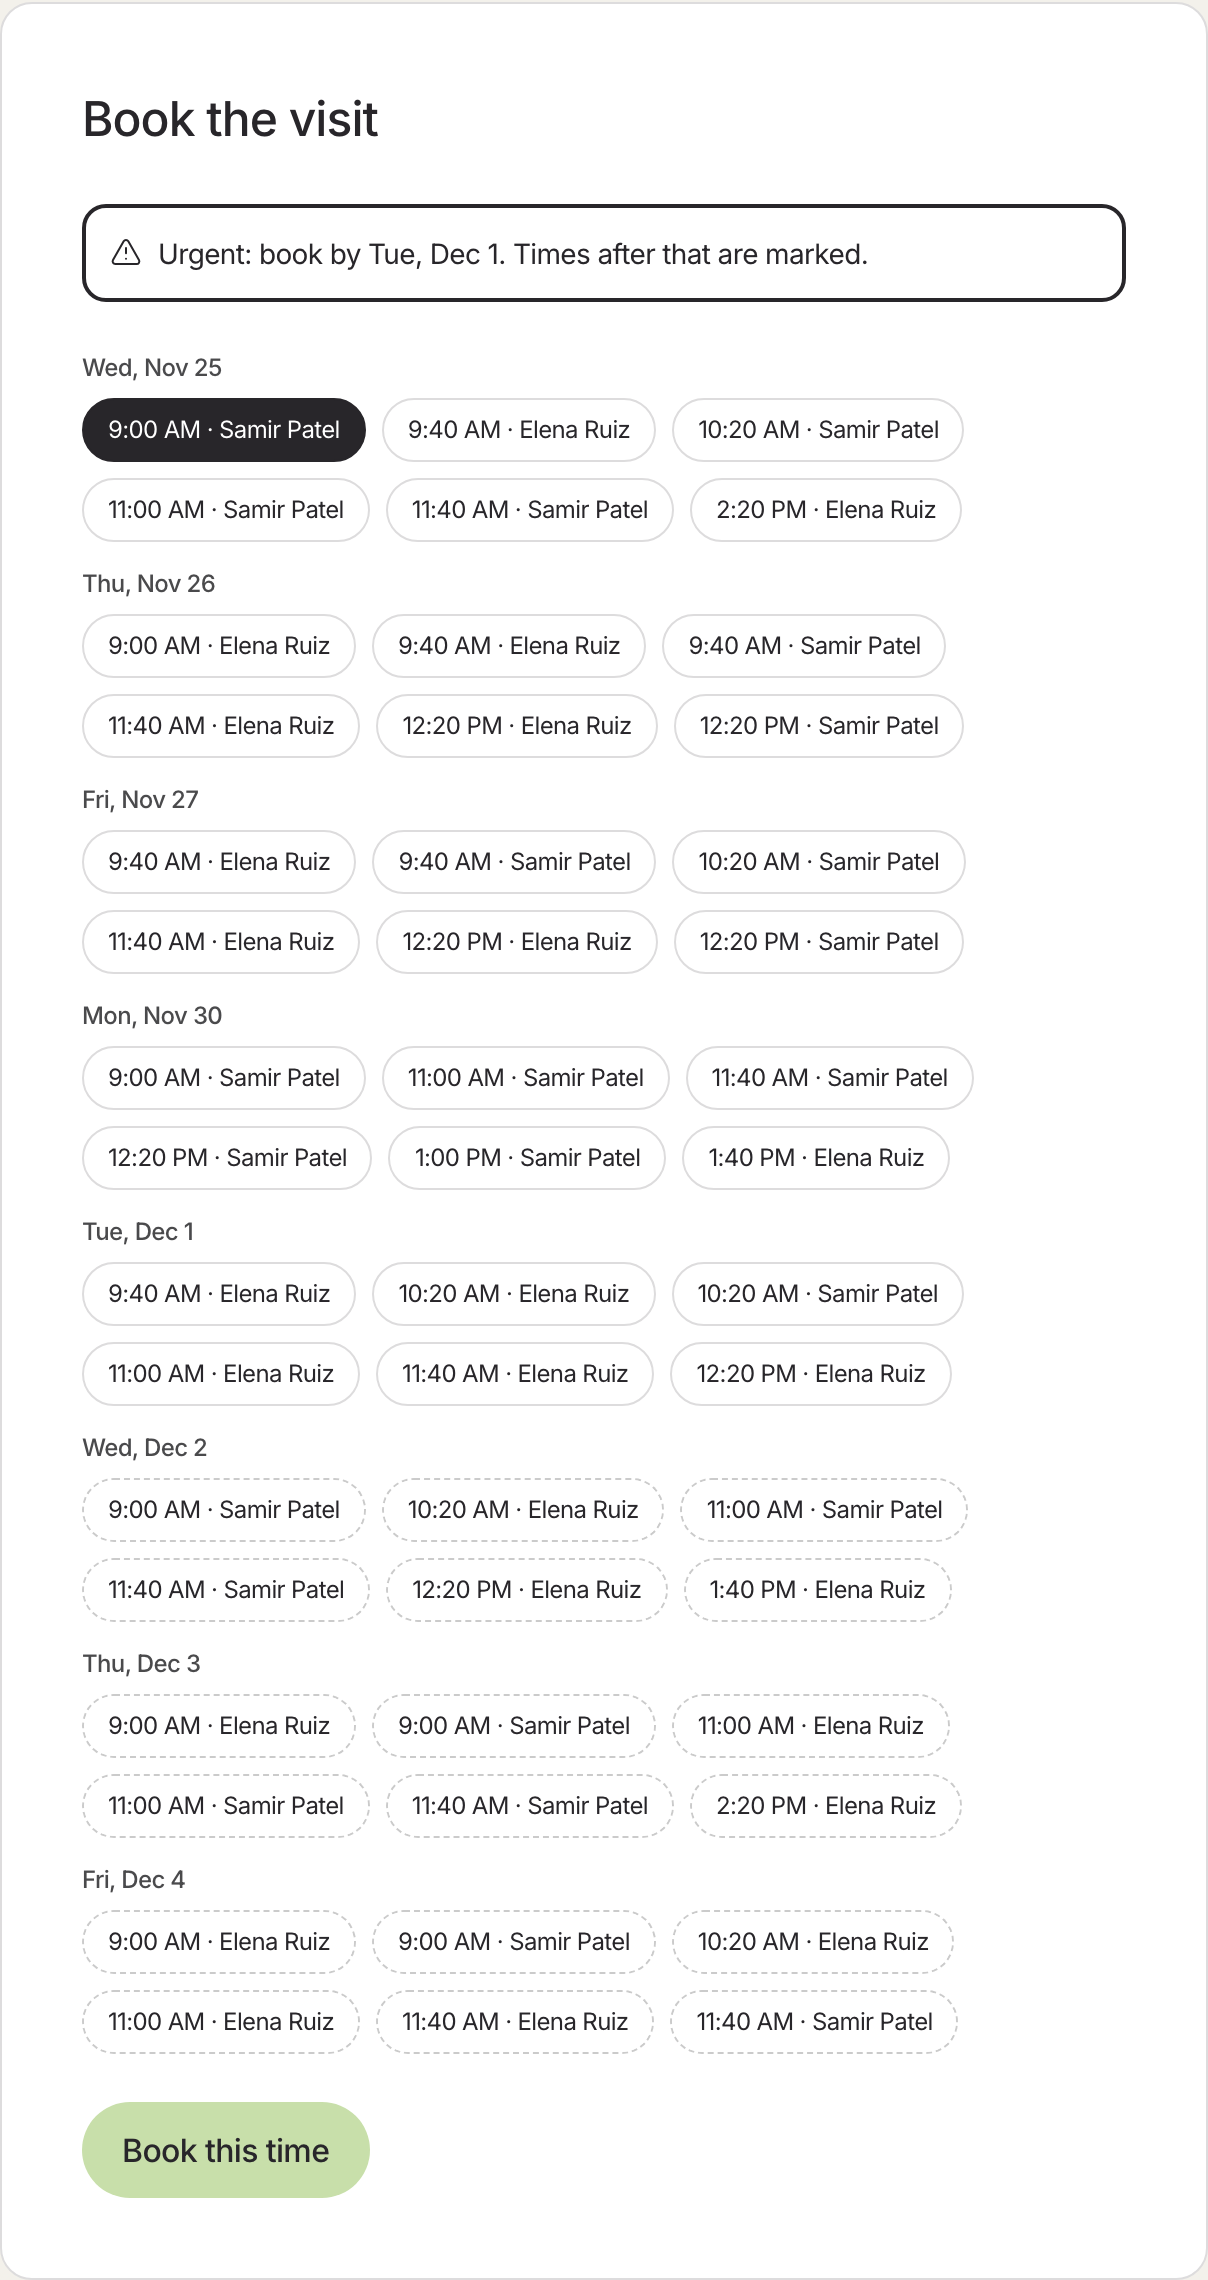 Book the visit
Urgent: book by Tue, Dec 1. Times after that are marked.
Wed, Nov 25
9:00 AM · Samir Patel 9:40 AM · Elena Ruiz 10:20 AM · Samir Patel
11:00 AM · Samir Patel 11:40 AM · Samir Patel 2:20 PM · Elena Ruiz
Thu, Nov 26
9:00 AM · Elena Ruiz 9:40 AM · Elena Ruiz 9:40 AM · Samir Patel
11:40 AM · Elena Ruiz 12:20 PM · Elena Ruiz 12:20 PM · Samir Patel
Fri, Nov 27
9:40 AM · Elena Ruiz 9:40 AM · Samir Patel 10:20 AM · Samir Patel
11:40 AM · Elena Ruiz 12:20 PM · Elena Ruiz 12:20 PM · Samir Patel
Mon, Nov 30
9:00 AM · Samir Patel 11:00 AM · Samir Patel 11:40 AM · Samir Patel
12:20 PM · Samir Patel 1:00 PM · Samir Patel 1:40 PM · Elena Ruiz
Tue, Dec 1
9:40 AM · Elena Ruiz 10:20 AM · Elena Ruiz 10:20 AM · Samir Patel
11:00 AM · Elena Ruiz 11:40 AM · Elena Ruiz 12:20 PM · Elena Ruiz
Wed, Dec 2
9:00 AM · Samir Patel 10:20 AM · Elena Ruiz 11:00 AM · Samir Patel
11:40 AM · Samir Patel 12:20 PM · Elena Ruiz 1:40 PM · Elena Ruiz
Thu, Dec 3
9:00 AM · Elena Ruiz 9:00 AM · Samir Patel 11:00 AM · Elena Ruiz
11:00 AM · Samir Patel 11:40 AM · Samir Patel 2:20 PM · Elena Ruiz
Fri, Dec 4
9:00 AM · Elena Ruiz 9:00 AM · Samir Patel 10:20 AM · Elena Ruiz
11:00 AM · Elena Ruiz 11:40 AM · Elena Ruiz 11:40 AM · Samir Patel
Book this time